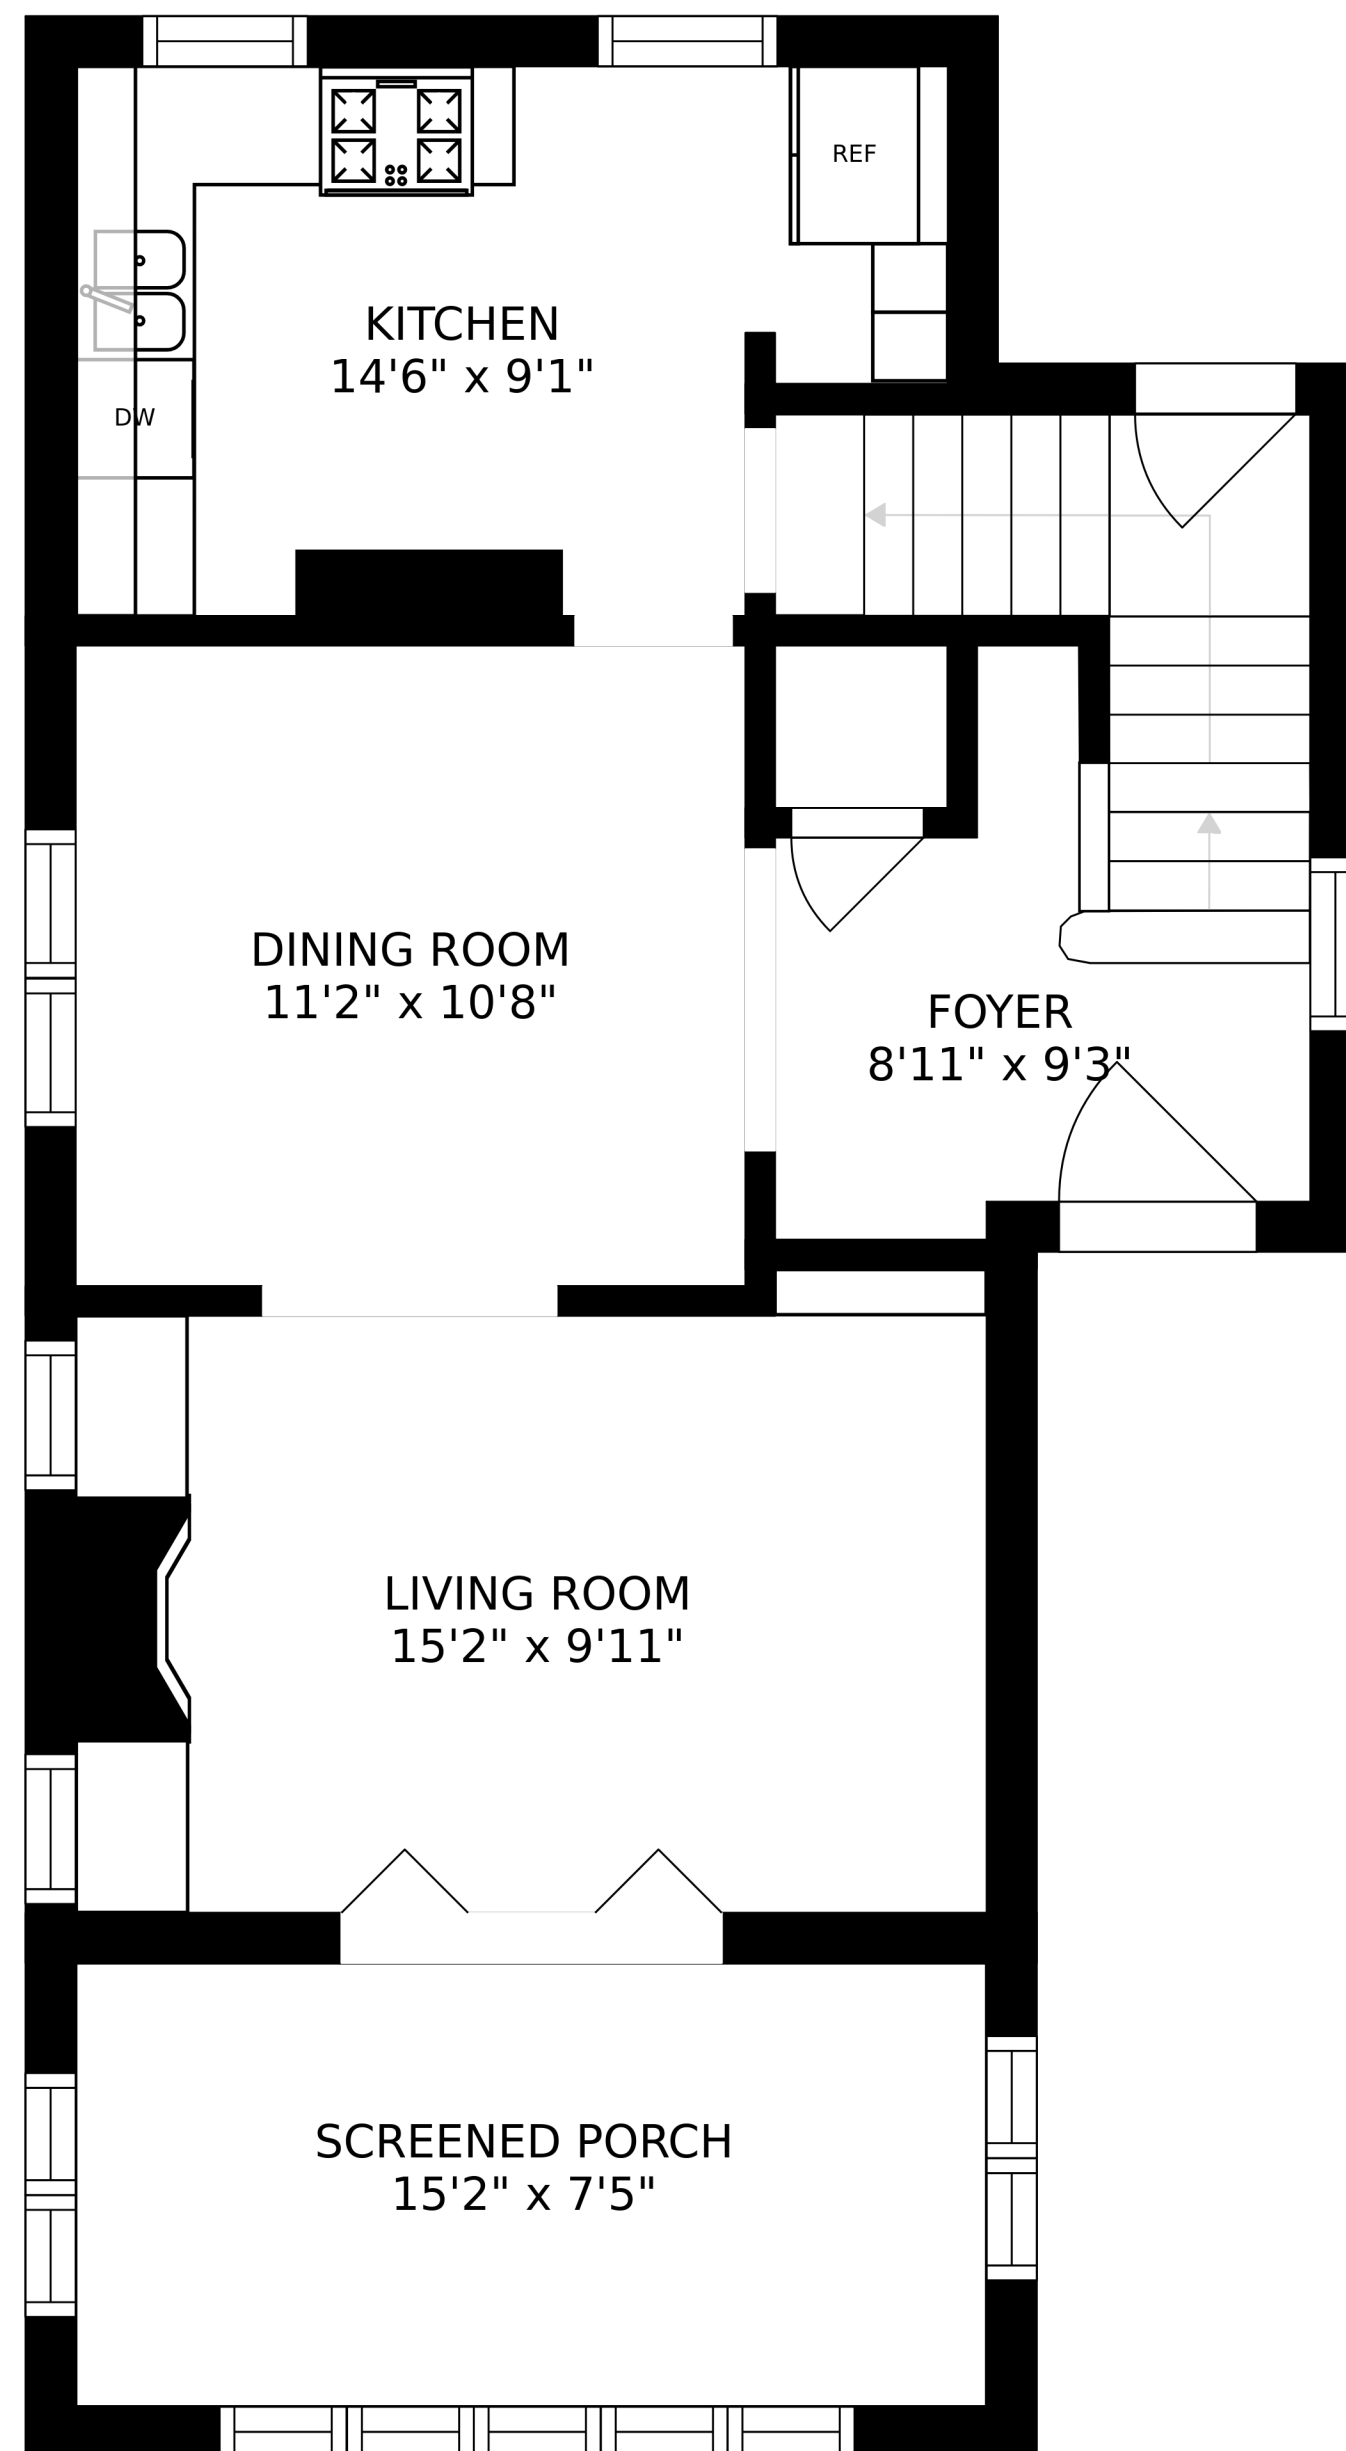 REF
KITCHEN
14'6" x 9'1"
DW
DINING ROOM
11'2" x 10'8"
FOYER
8'11" x 9'3"
LIVING ROOM
15'2" x 9'11"
SCREENED PORCH
15'2" x 7'5"